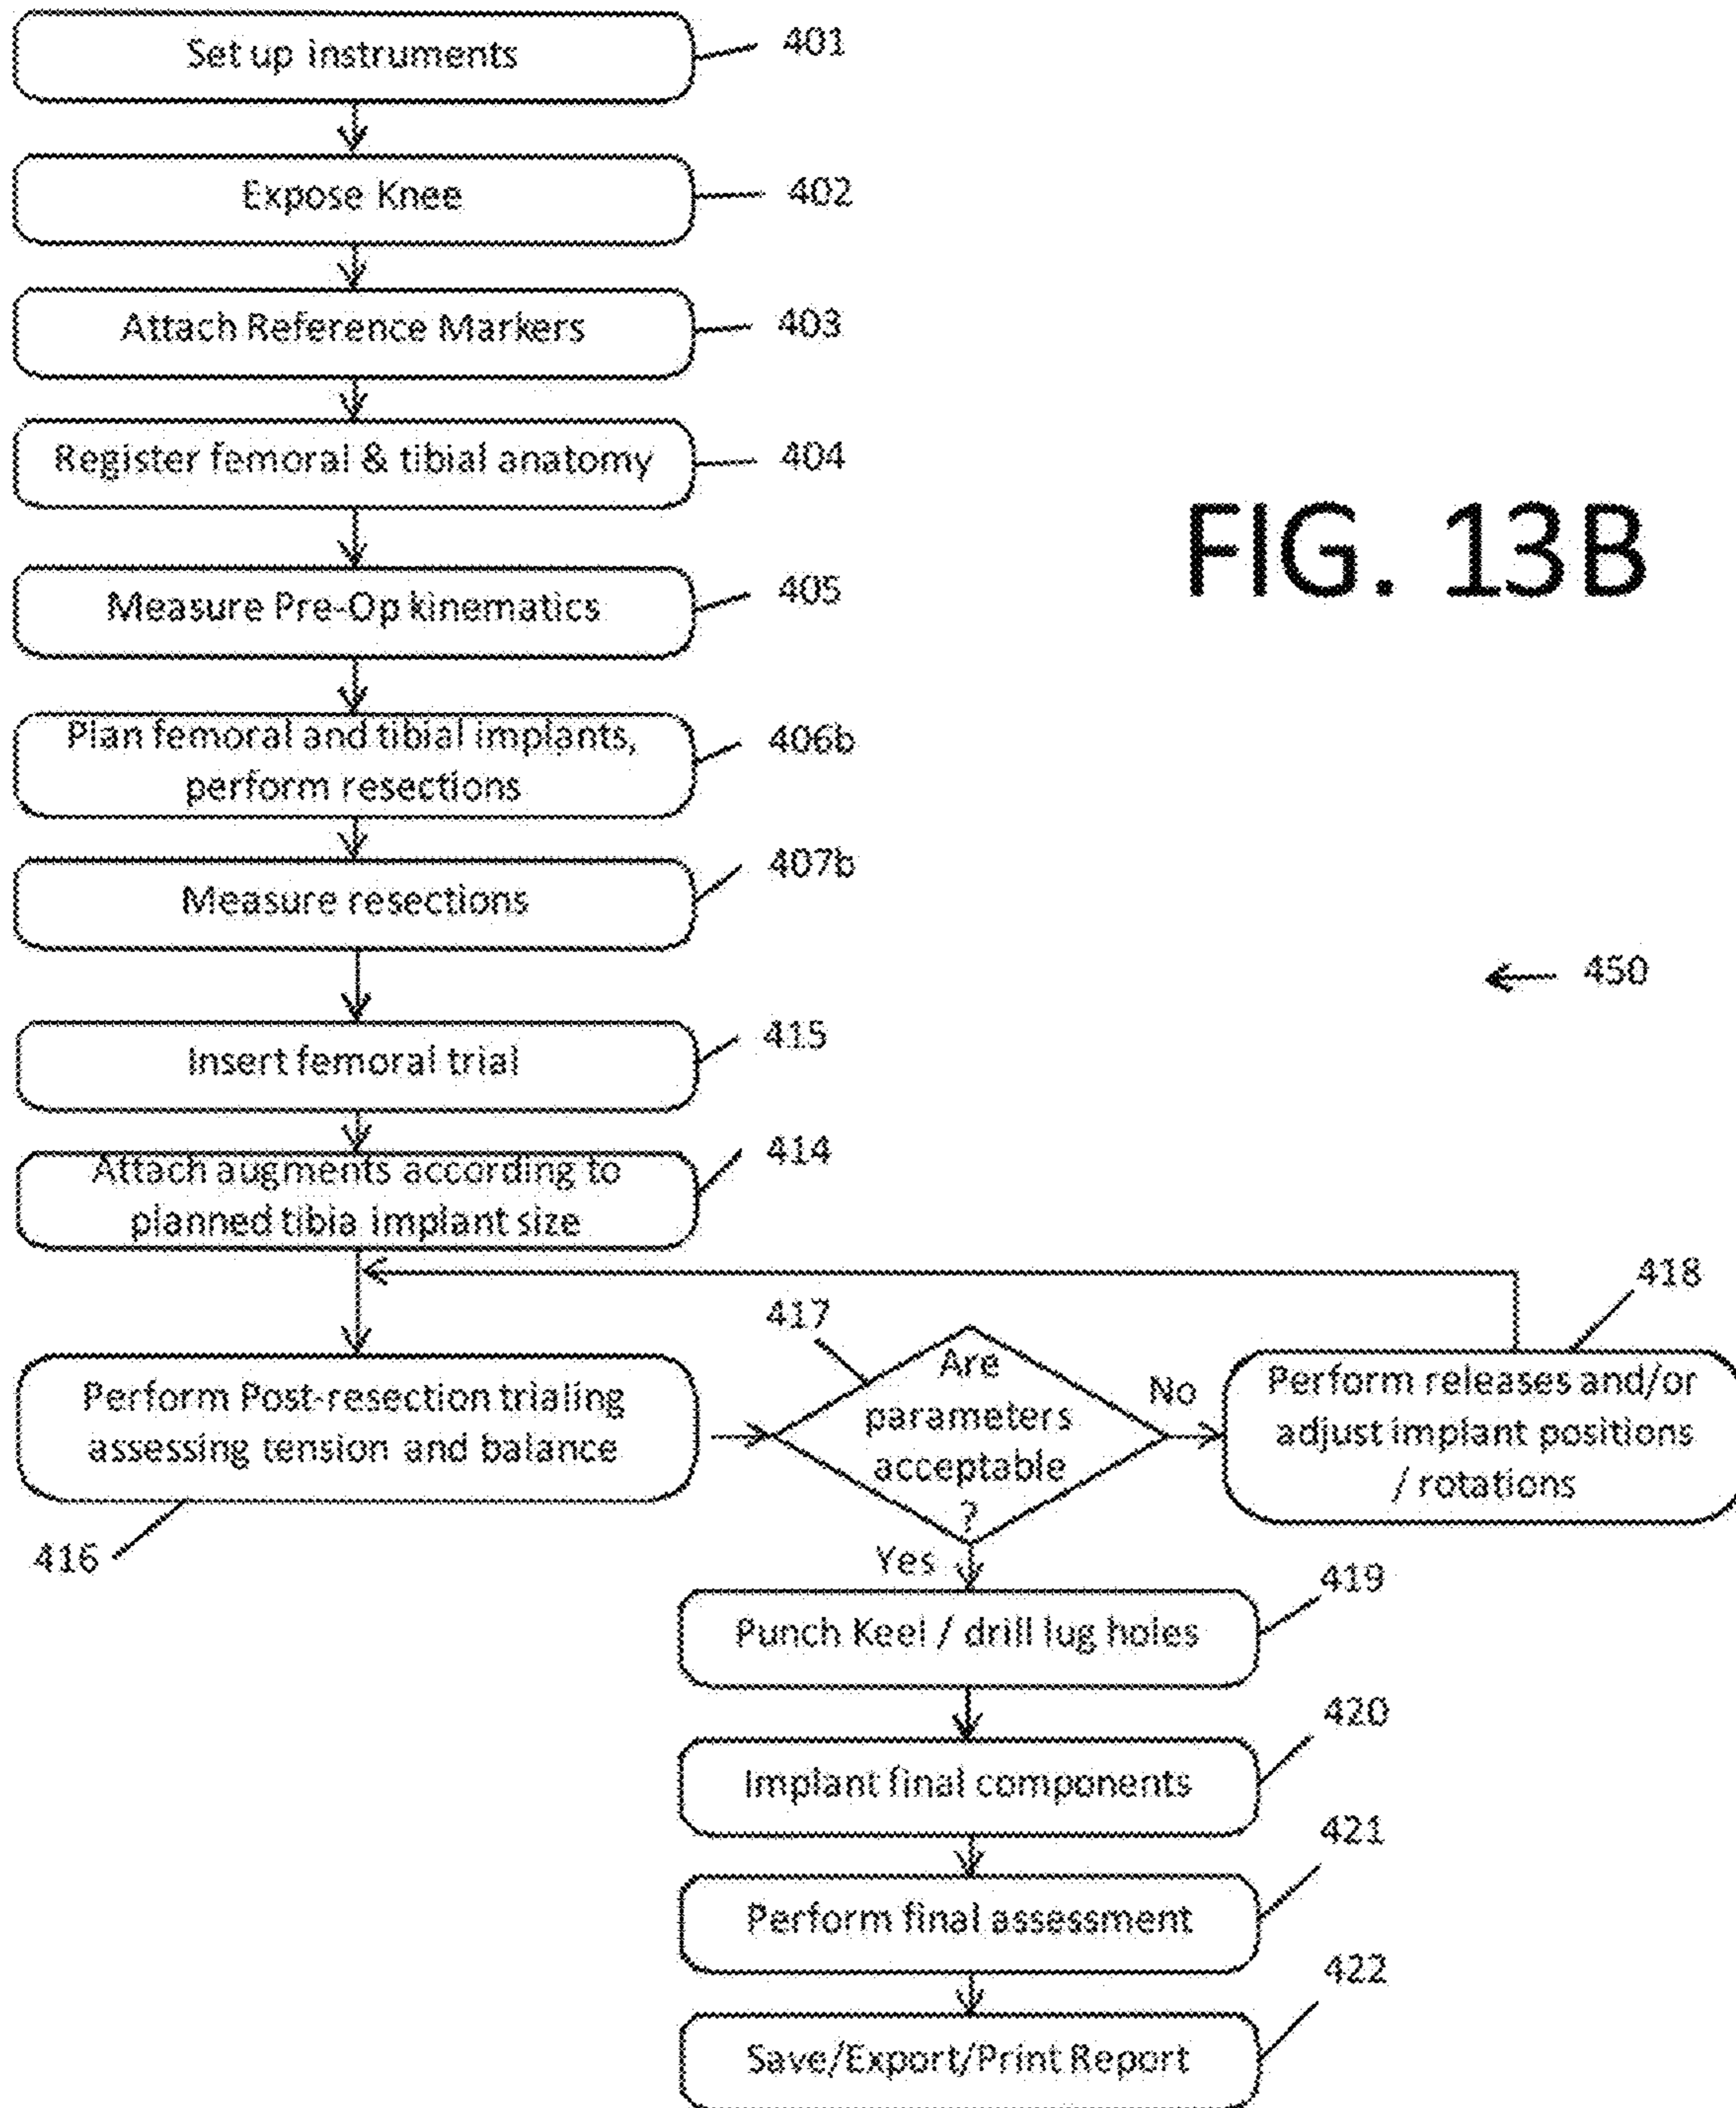 Set up instruments
401
Expose Knee
402
Attach Reference Markers
403
Register femoral & tibial anatomy
404
FIG. 13B
Measure Pre-Op kinematics
405
Plan femoral and tibial implants,
perform resections
406b
Measure resections
407b
450
Insert femoral trial
415
Attach augments according to
planned tibia implant size
414
Perform Post-resection trialing
assessing tension and balance
416
417
Are
parameters
acceptable
?
No
Yes
418
Perform releases and/or
adjust implant positions
/ rotations
Punch Keel / drill lug holes
419
Implant final components
420
Perform final assessment
421
Save/Export/Print Report
422